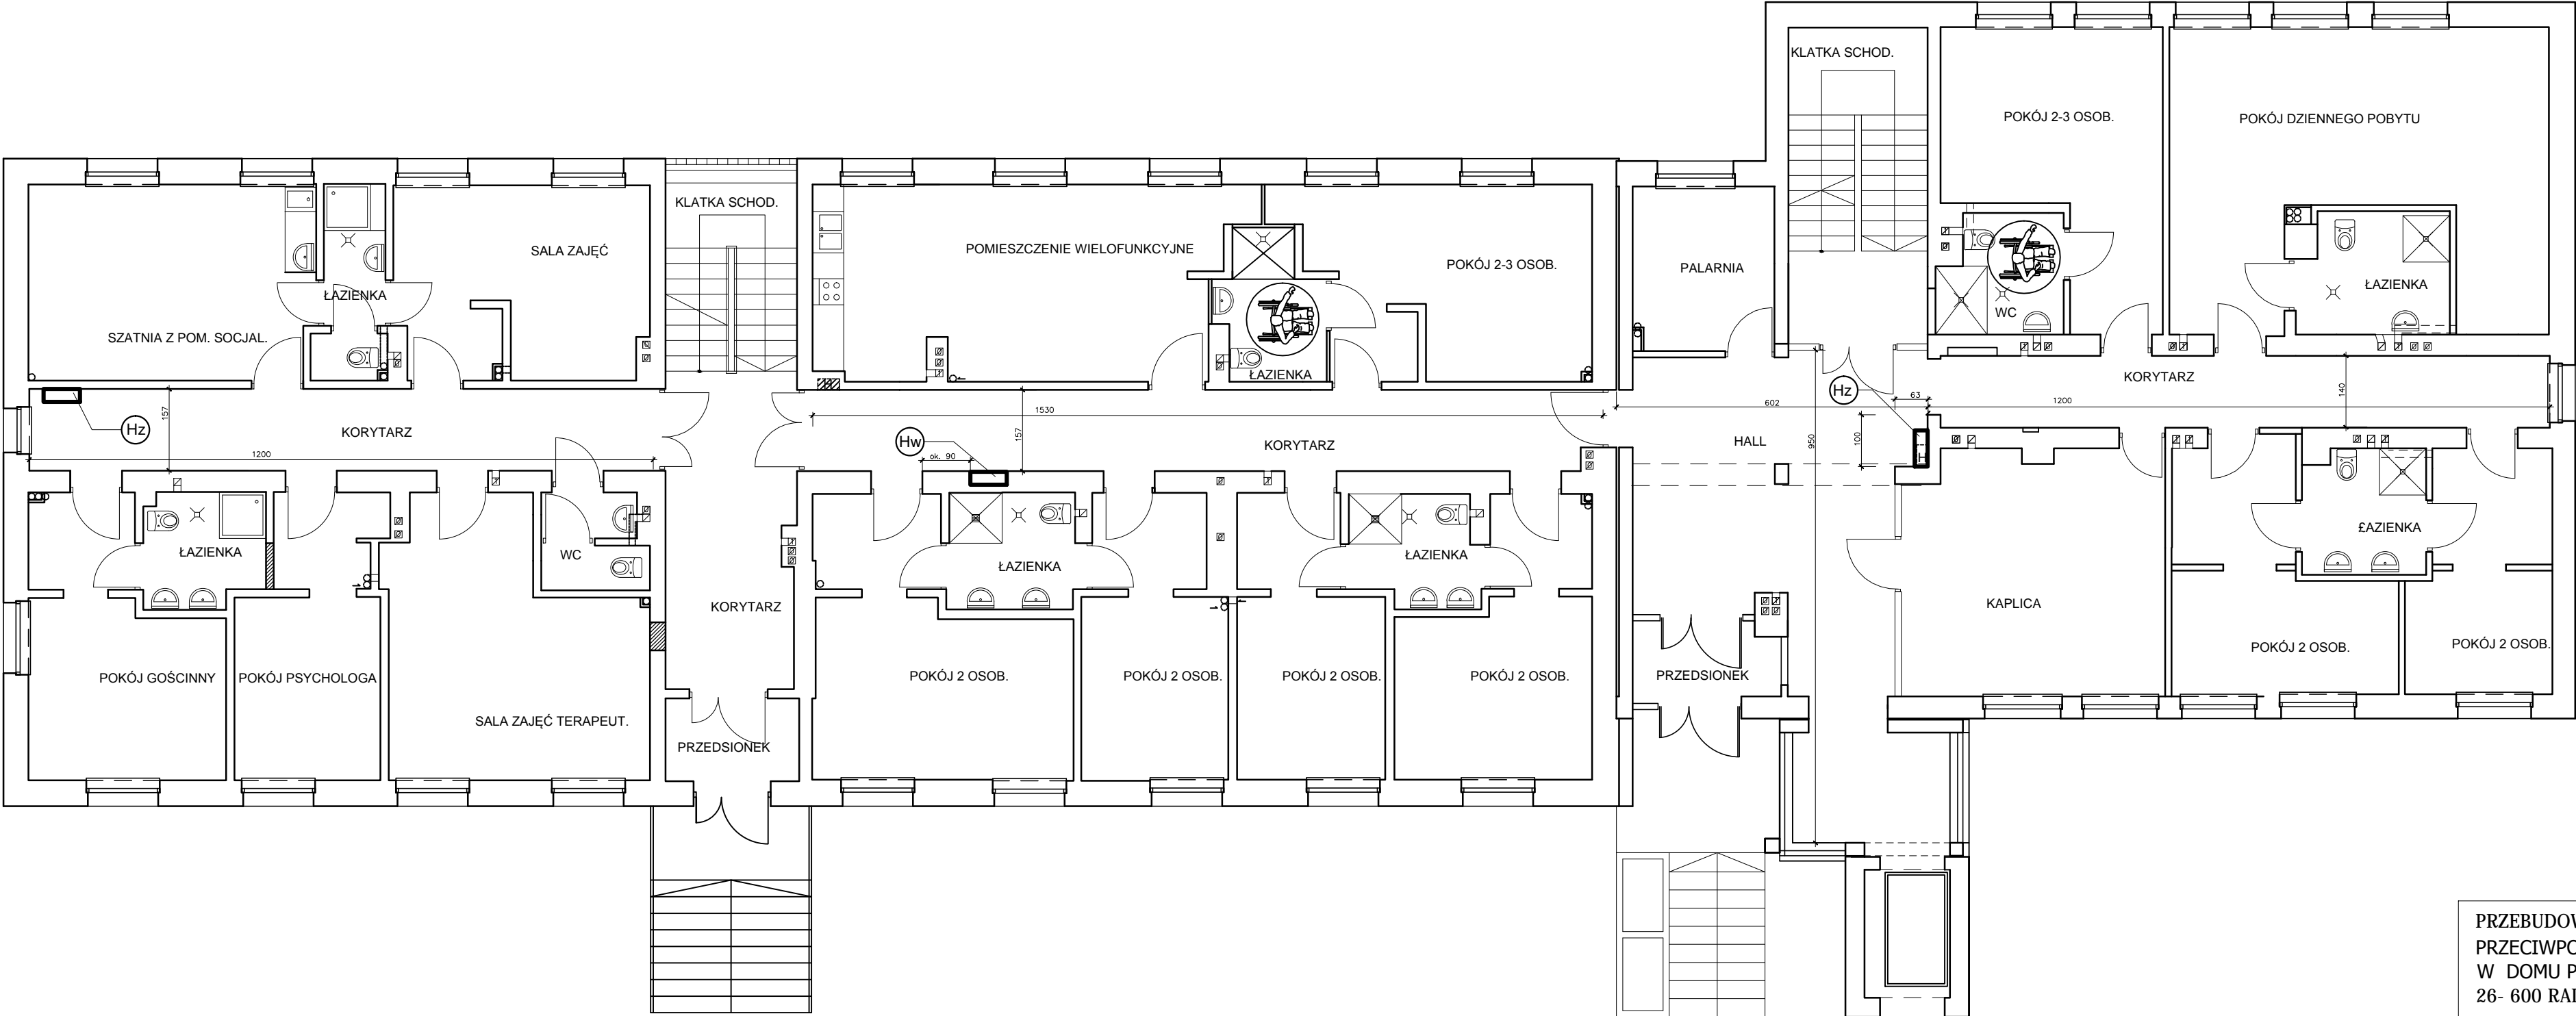 KLATKA SCHOD.
POKÓJ 2-3 OSOB.
POKÓJ DZIENNEGO POBYTU
KLATKA SCHOD.
SALA ZAJĘĆ
POMIESZCZENIE WIELOFUNKCYJNE
POKÓJ 2-3 OSOB.
PALARNIA
ŁAZIENKA
WC
ŁAZIENKA
SZATNIA Z POM. SOCJAL.
ŁAZIENKA
KORYTARZ
Hz
63
1200
140
157
Hz
1530
602
157
KORYTARZ
Hw
KORYTARZ
HALL
950
100
H
1200
ok. 90
ŁAZIENKA
WC
ŁAZIENKA
ŁAZIENKA
£AZIENKA
KORYTARZ
KAPLICA
POKÓJ GOŚCINNY
POKÓJ PSYCHOLOGA
POKÓJ 2 OSOB.
POKÓJ 2 OSOB.
POKÓJ 2 OSOB.
POKÓJ 2 OSOB.
PRZEDSIONEK
POKÓJ 2 OSOB.
POKÓJ 2 OSOB.
SALA ZAJĘĆ TERAPEUT.
PRZEDSIONEK
PRZEBUDOW
PRZECIWPO
W DOMU P
26- 600 RAD